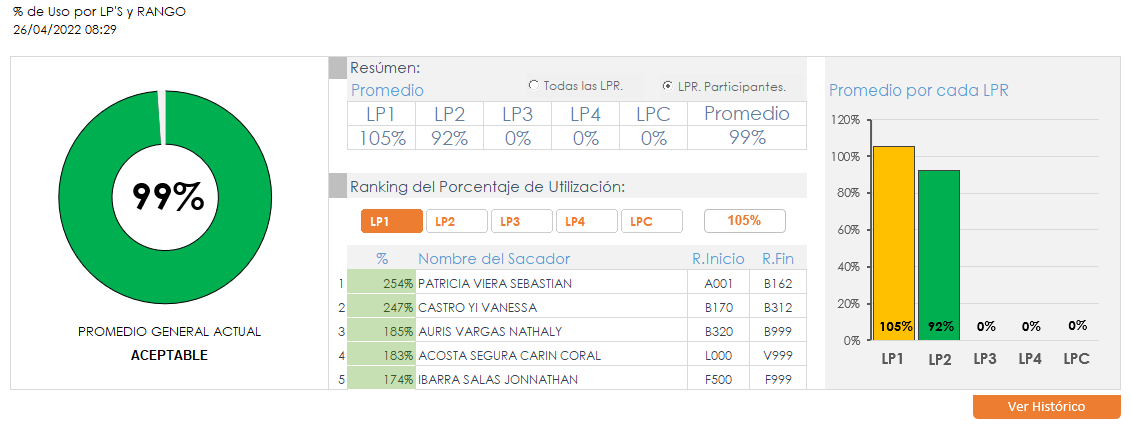 % de Uso por LP'S y RANGO
26/04/2022 08:29
99%
PROMEDIO GENERAL ACTUAL
ACEPTABLE
Resúmen:
Promedio
Todas las LPR.
LPR. Participantes.
LP1 LP2 LP3 LP4 LPC Promedio
105% 92% 0% 0% 0% 99%
Ranking del Porcentaje de Utilización:
LP1 LP2 LP3 LP4 LPC 105%
% Nombre del Sacador R.Inicio R.Fin
1 254% PATRICIA VIERA SEBASTIAN A001 B162
2 247% CASTRO YI VANESSA B170 B312
3 185% AURIS VARGAS NATHALY B320 B999
4 183% ACOSTA SEGURA CARIN CORAL L000 V999
5 174% IBARRA SALAS JONNATHAN F500 F999
Promedio por cada LPR
120%
100%
80%
60%
40%
20%
0%
105% 92% 0% 0% 0%
LP1 LP2 LP3 LP4 LPC
Ver Histórico